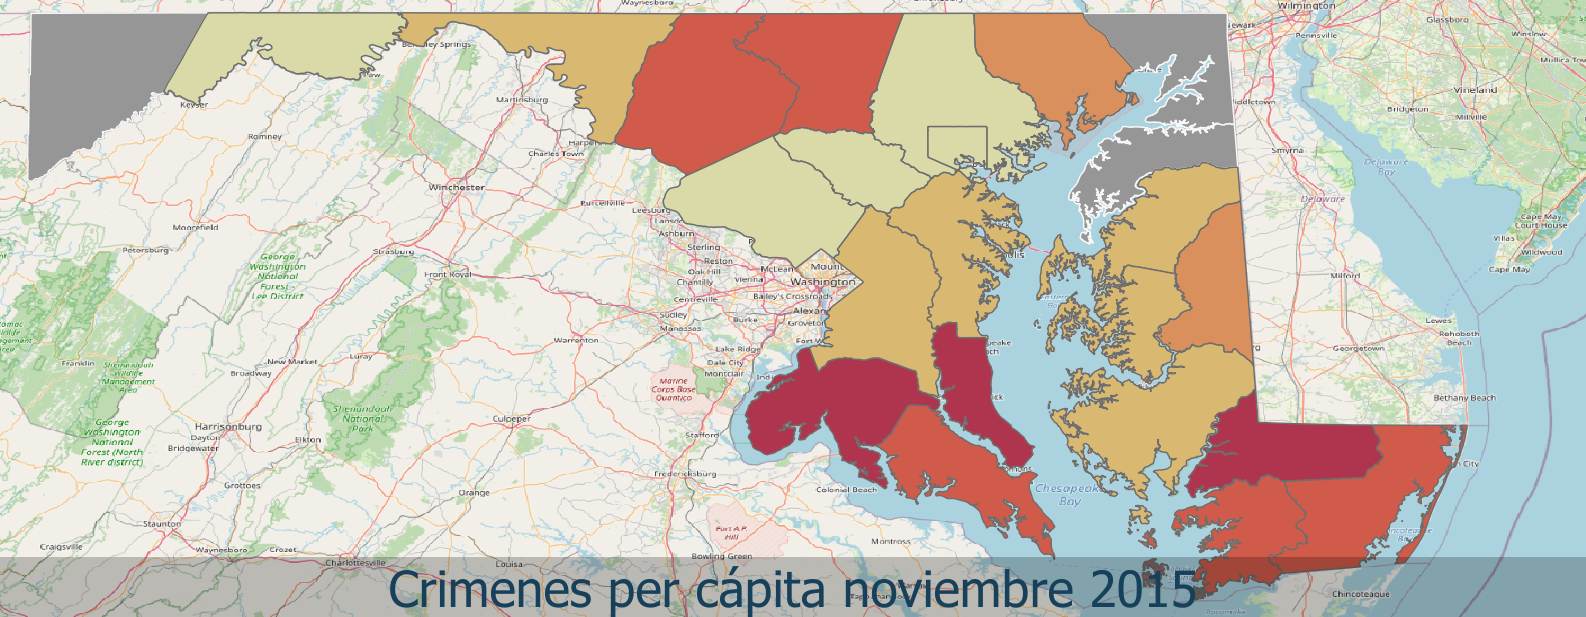 Waynesboro
Wilmington
Glassboro
Newark
Pennsville
Winslow
Berkeley Springs
Mullica
Vineland
Keyser
Martinsburg
Middletown
Bridgeton
Millville
Romney
Charles Town
Smyrna
Delaware
Bay
Winchester
Purcellville
Leesburg
Delaware
Cape May
Court House
Moorefield
Ashburn
Petersburg
Strasburg
Sterling
Villas
Wildwood
George
Washington
National
Forest -
Lee District
Reston
McLean
Mount
Cape May
Front Royal
Oak Hill
Chantilly
Vienna
Washington
Milford
Centreville
Bailey's Crossroads
Sudley
Manassas
Burke
Groveton
Lewes
Rehoboth
Beach
Warrenton
Lake Ridge
Georgetown
Franklin
New Market
Luray
Dale City
Montclair
Broadway
Shenandoah
Wildlife
Management
Area
Marine
Corps Base
Quantico
Bethany Beach
Shenandoah
National
Park
Culpeper
George
Washington
National
Forest (North
River district)
Harrisonburg
Dayton
Bridgewater
Elkton
Stafford
Fredericksburg
Grottoes
Orange
Colonial Beach
Chesapeake
Bay
Staunton
Fort A.P.
Hill
Craigsville
Waynesboro
Crozet
Montross
Bowling Green
Charlottesville
Louisa
Chincoteague
Crimenes per cápita noviembre 2015